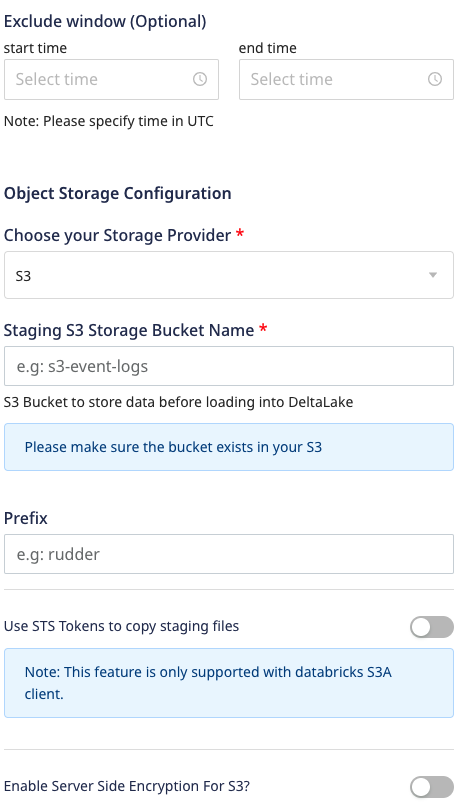 Exclude window (Optional)
start time
end time
Select time
Select time
Note: Please specify time in UTC
Object Storage Configuration
Choose your Storage Provider *
S3
Staging S3 Storage Bucket Name *
e.g: s3-event-logs
S3 Bucket to store data before loading into DeltaLake
Please make sure the bucket exists in your S3
Prefix
e.g: rudder
Use STS Tokens to copy staging files
Note: This feature is only supported with databricks S3A
client.
Enable Server Side Encryption For S3?